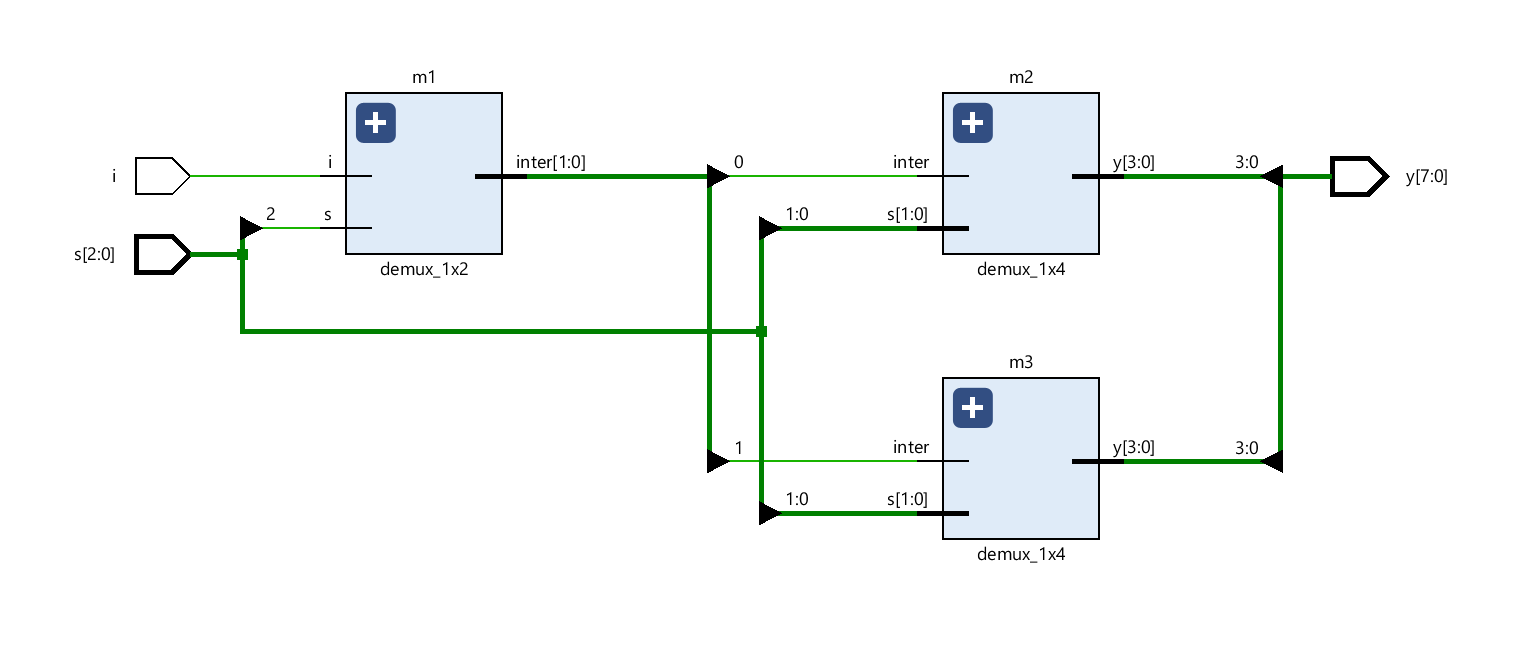 m1
m2
i
i
inter[1:0]
0
inter
y[3:0]
3:0
y[7:0]
2
s
1:0
s[1:0]
s[2:0]
demux_1x2
demux_1x4
m3
1
inter
y[3:0]
3:0
1:0
s[1:0]
demux_1x4